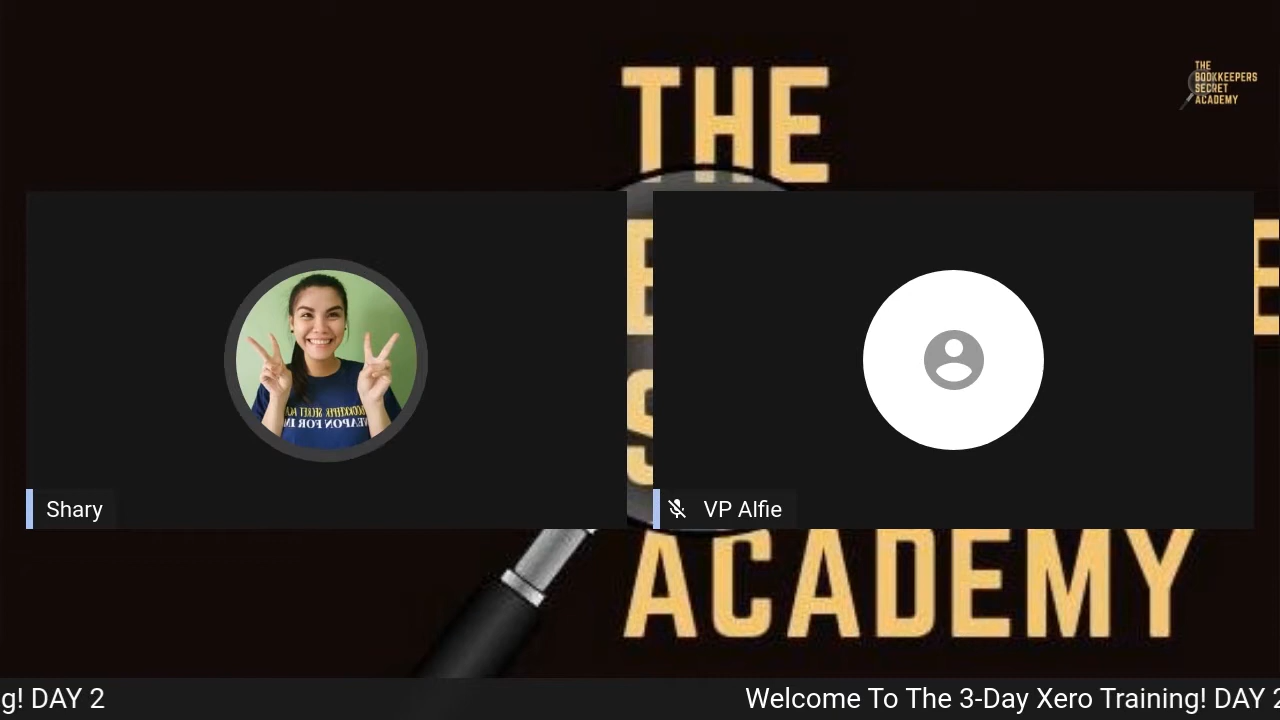 THE
THE
BOOKKEEPERS
SECRET
ACADEMY
Shary
VP Alfie
ACADEMY
g! DAY 2
Welcome To The 3-Day Xero Training! DAY 2